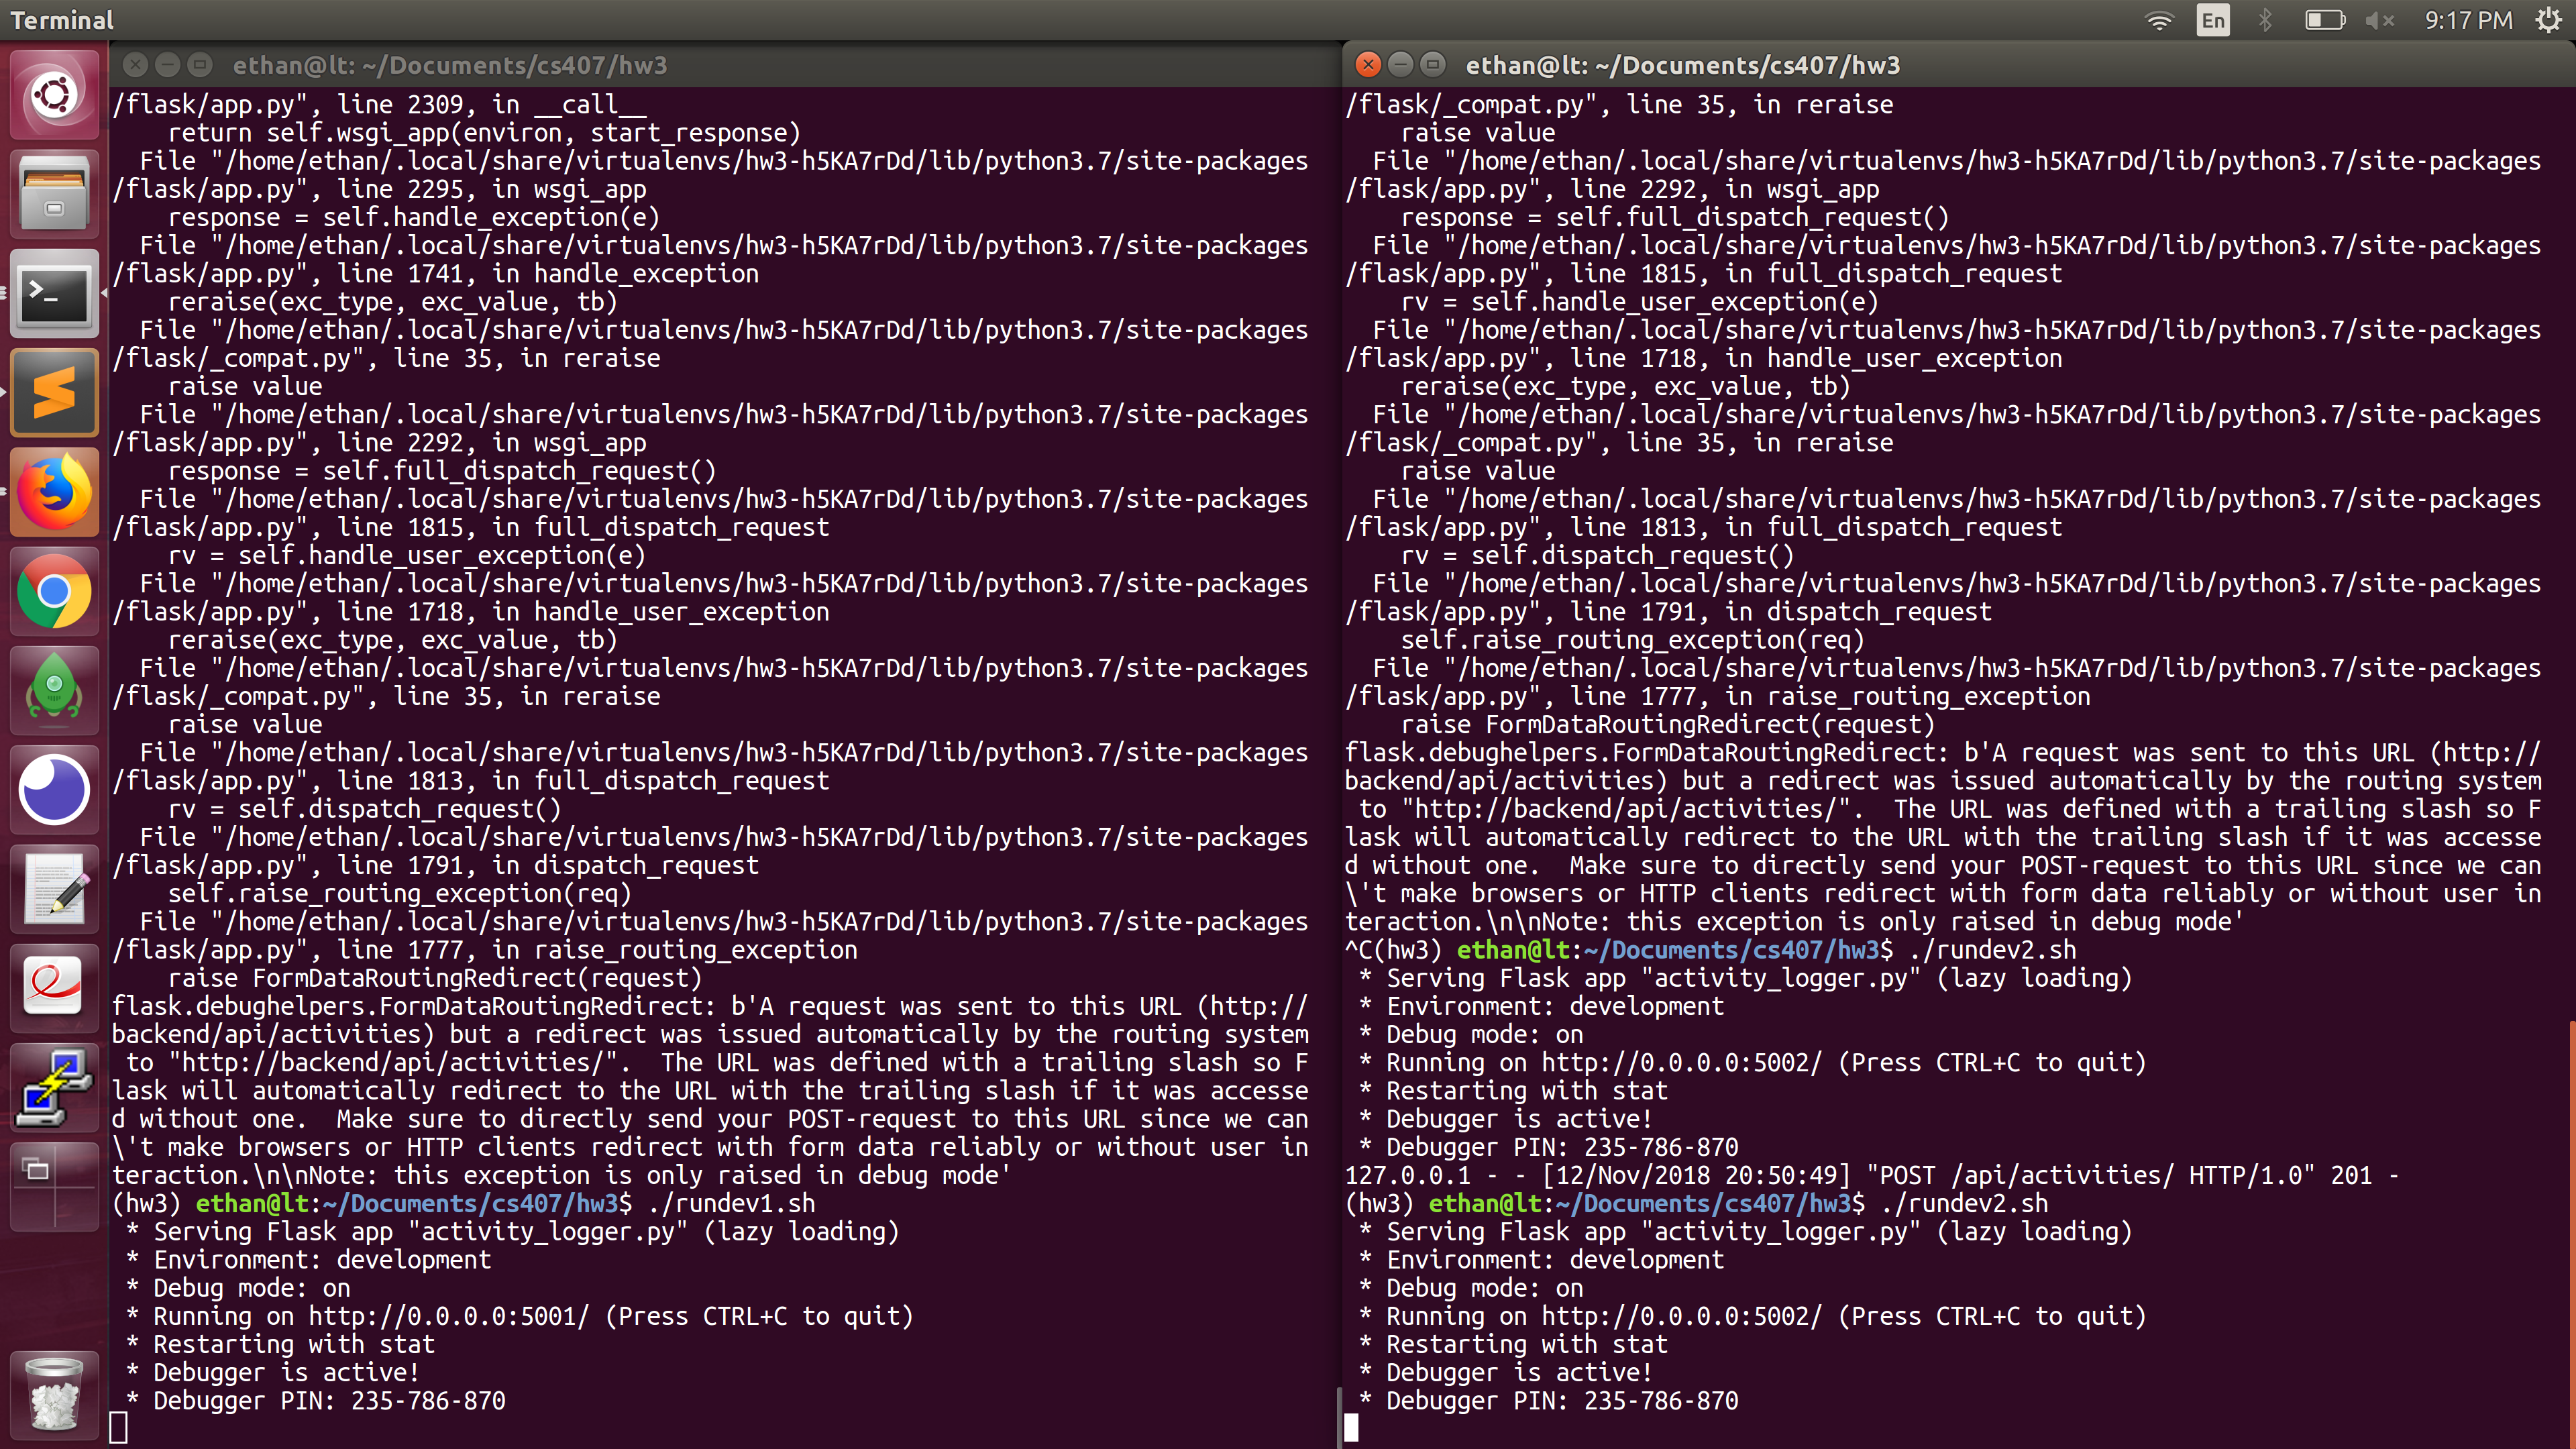 Terminal
En
9:17 PM
ethan@lt: ~/Documents/cs407/hw3
/flask/app.py", line 2309, in __call__
    return self.wsgi_app(environ, start_response)
  File "/home/ethan/.local/share/virtualenvs/hw3-h5KA7rDd/lib/python3.7/site-packages
/flask/app.py", line 2295, in wsgi_app
    response = self.handle_exception(e)
  File "/home/ethan/.local/share/virtualenvs/hw3-h5KA7rDd/lib/python3.7/site-packages
/flask/app.py", line 1741, in handle_exception
    reraise(exc_type, exc_value, tb)
  File "/home/ethan/.local/share/virtualenvs/hw3-h5KA7rDd/lib/python3.7/site-packages
/flask/_compat.py", line 35, in reraise
    raise value
  File "/home/ethan/.local/share/virtualenvs/hw3-h5KA7rDd/lib/python3.7/site-packages
/flask/app.py", line 2292, in wsgi_app
    response = self.full_dispatch_request()
  File "/home/ethan/.local/share/virtualenvs/hw3-h5KA7rDd/lib/python3.7/site-packages
/flask/app.py", line 1815, in full_dispatch_request
    rv = self.handle_user_exception(e)
  File "/home/ethan/.local/share/virtualenvs/hw3-h5KA7rDd/lib/python3.7/site-packages
/flask/app.py", line 1718, in handle_user_exception
    reraise(exc_type, exc_value, tb)
  File "/home/ethan/.local/share/virtualenvs/hw3-h5KA7rDd/lib/python3.7/site-packages
/flask/_compat.py", line 35, in reraise
    raise value
  File "/home/ethan/.local/share/virtualenvs/hw3-h5KA7rDd/lib/python3.7/site-packages
/flask/app.py", line 1813, in full_dispatch_request
    rv = self.dispatch_request()
  File "/home/ethan/.local/share/virtualenvs/hw3-h5KA7rDd/lib/python3.7/site-packages
/flask/app.py", line 1791, in dispatch_request
    self.raise_routing_exception(req)
  File "/home/ethan/.local/share/virtualenvs/hw3-h5KA7rDd/lib/python3.7/site-packages
/flask/app.py", line 1777, in raise_routing_exception
    raise FormDataRoutingRedirect(request)
flask.debughelpers.FormDataRoutingRedirect: b'A request was sent to this URL (http://
backend/api/activities) but a redirect was issued automatically by the routing system
 to "http://backend/api/activities/".  The URL was defined with a trailing slash so F
lask will automatically redirect to the URL with the trailing slash if it was accesse
d without one.  Make sure to directly send your POST-request to this URL since we can
\'t make browsers or HTTP clients redirect with form data reliably or without user in
teraction.\n\nNote: this exception is only raised in debug mode'
(hw3) ethan@lt:~/Documents/cs407/hw3$ ./rundev1.sh
 * Serving Flask app "activity_logger.py" (lazy loading)
 * Environment: development
 * Debug mode: on
 * Running on http://0.0.0.0:5001/ (Press CTRL+C to quit)
 * Restarting with stat
 * Debugger is active!
 * Debugger PIN: 235-786-870
ethan@lt: ~/Documents/cs407/hw3
/flask/_compat.py", line 35, in reraise
    raise value
  File "/home/ethan/.local/share/virtualenvs/hw3-h5KA7rDd/lib/python3.7/site-packages
/flask/app.py", line 2292, in wsgi_app
    response = self.full_dispatch_request()
  File "/home/ethan/.local/share/virtualenvs/hw3-h5KA7rDd/lib/python3.7/site-packages
/flask/app.py", line 1815, in full_dispatch_request
    rv = self.handle_user_exception(e)
  File "/home/ethan/.local/share/virtualenvs/hw3-h5KA7rDd/lib/python3.7/site-packages
/flask/app.py", line 1718, in handle_user_exception
    reraise(exc_type, exc_value, tb)
  File "/home/ethan/.local/share/virtualenvs/hw3-h5KA7rDd/lib/python3.7/site-packages
/flask/_compat.py", line 35, in reraise
    raise value
  File "/home/ethan/.local/share/virtualenvs/hw3-h5KA7rDd/lib/python3.7/site-packages
/flask/app.py", line 1813, in full_dispatch_request
    rv = self.dispatch_request()
  File "/home/ethan/.local/share/virtualenvs/hw3-h5KA7rDd/lib/python3.7/site-packages
/flask/app.py", line 1791, in dispatch_request
    self.raise_routing_exception(req)
  File "/home/ethan/.local/share/virtualenvs/hw3-h5KA7rDd/lib/python3.7/site-packages
/flask/app.py", line 1777, in raise_routing_exception
    raise FormDataRoutingRedirect(request)
flask.debughelpers.FormDataRoutingRedirect: b'A request was sent to this URL (http://
backend/api/activities) but a redirect was issued automatically by the routing system
 to "http://backend/api/activities/".  The URL was defined with a trailing slash so F
lask will automatically redirect to the URL with the trailing slash if it was accesse
d without one.  Make sure to directly send your POST-request to this URL since we can
\'t make browsers or HTTP clients redirect with form data reliably or without user in
teraction.\n\nNote: this exception is only raised in debug mode'
^C(hw3) ethan@lt:~/Documents/cs407/hw3$ ./rundev2.sh
 * Serving Flask app "activity_logger.py" (lazy loading)
 * Environment: development
 * Debug mode: on
 * Running on http://0.0.0.0:5002/ (Press CTRL+C to quit)
 * Restarting with stat
 * Debugger is active!
 * Debugger PIN: 235-786-870
127.0.0.1 - - [12/Nov/2018 20:50:49] "POST /api/activities/ HTTP/1.0" 201 -
(hw3) ethan@lt:~/Documents/cs407/hw3$ ./rundev2.sh
 * Serving Flask app "activity_logger.py" (lazy loading)
 * Environment: development
 * Debug mode: on
 * Running on http://0.0.0.0:5002/ (Press CTRL+C to quit)
 * Restarting with stat
 * Debugger is active!
 * Debugger PIN: 235-786-870